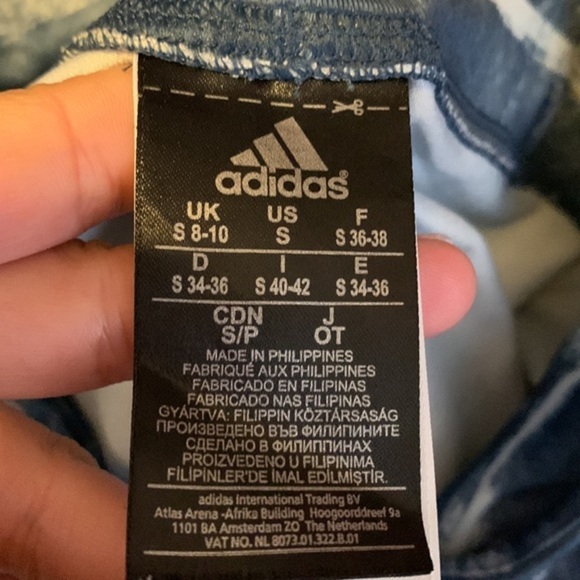 adidas
UK US F
S 8-10 S S 36-38
D I E
S 34-36 S 40-42 S 34-36
CDN J
S/P OT
MADE IN PHILIPPINES
FABRIQUÉ AUX PHILIPPINES
FABRICADO EN FILIPINAS
FABRICADO NAS FILIPINAS
GYÁRTVA: FILIPPIN KÖZTÁRSASÁG
ПРОИЗВЕДЕНО ВЪВ ФИЛИПИНИТЕ
СДЕЛАНО В ФИЛИППИНАХ
PROIZVEDENO U FILIPINIMA
FİLİPİNLER'DE İMAL EDİLMİŞTİR.
adidas International Trading BV
Atlas Arena -Afrika Building Hoogoorddreef 9a
1101 BA Amsterdam ZO The Netherlands
VAT NO. NL 8073.01.322.B.01